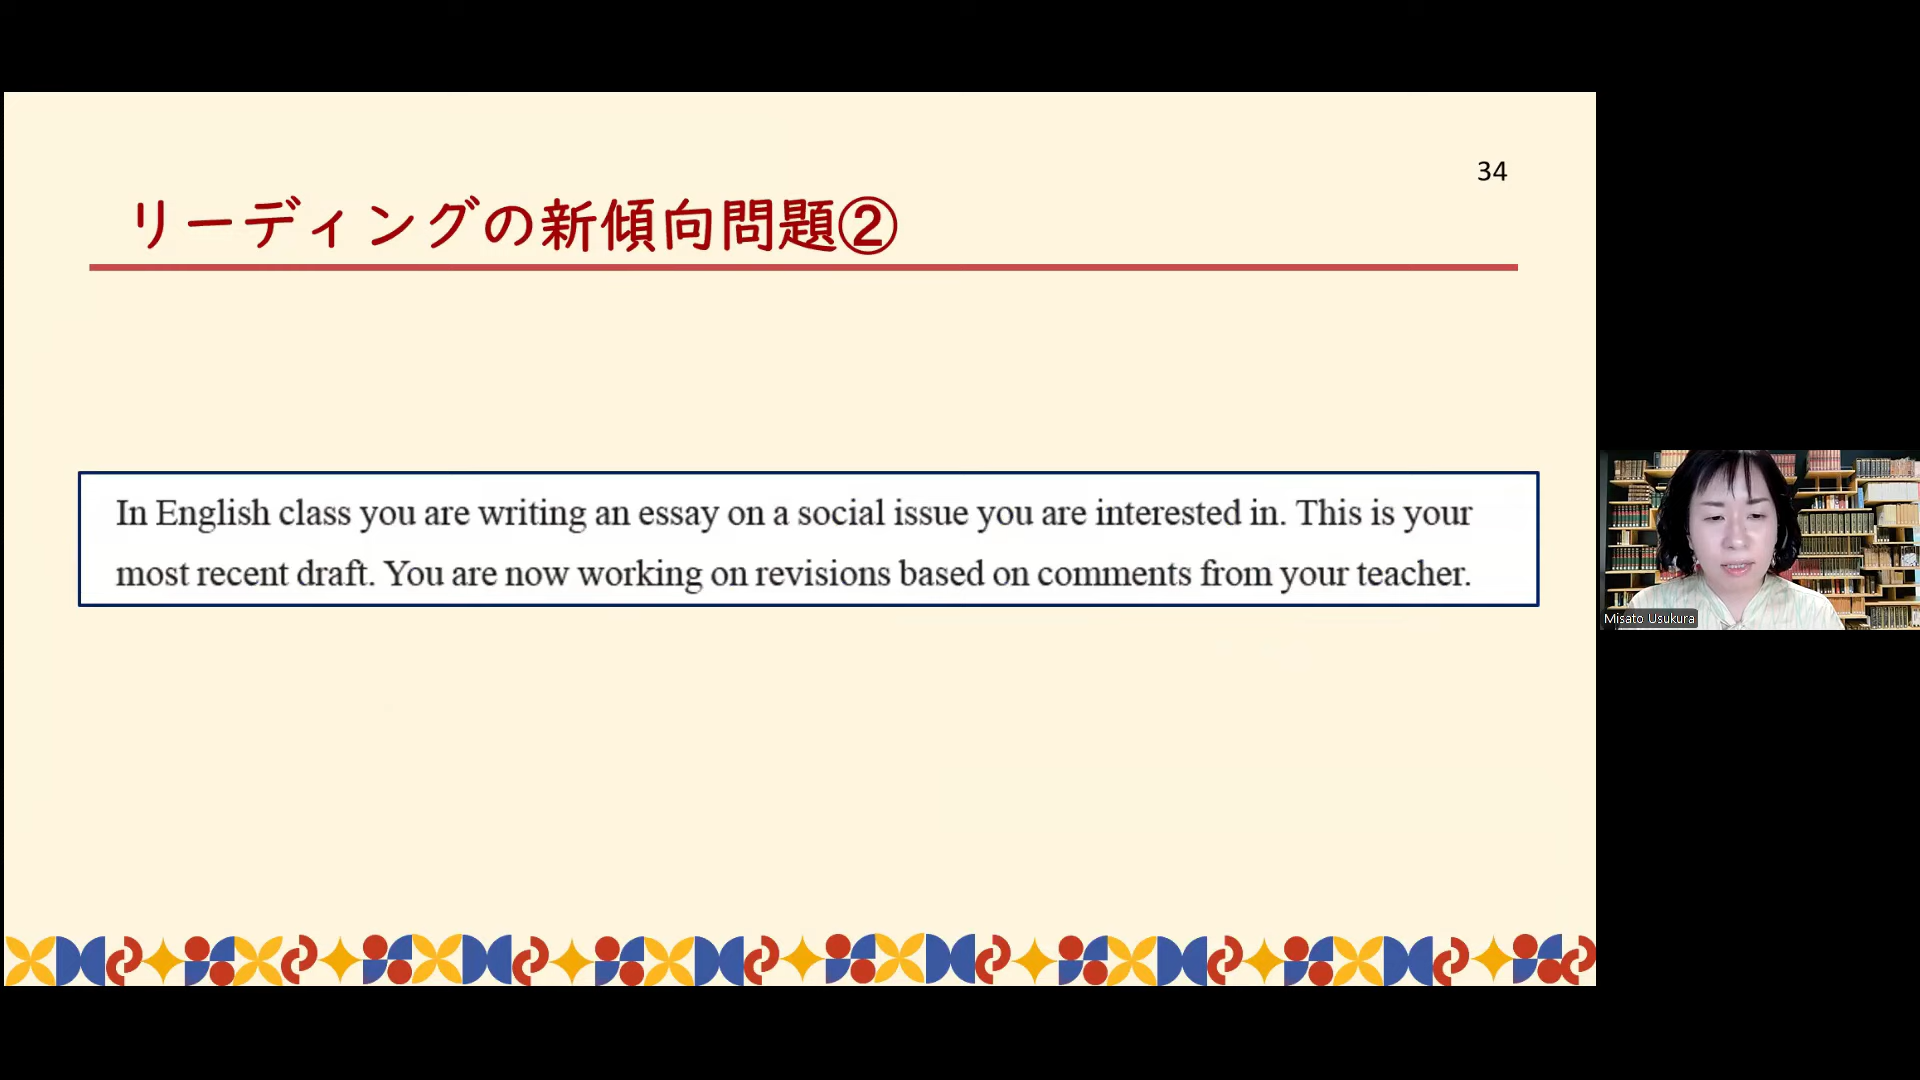 34
リーディングの新傾向問題②
In English class you are writing an essay on a social issue you are interested in. This is your
most recent draft. You are now working on revisions based on comments from your teacher.
Misato Usukura